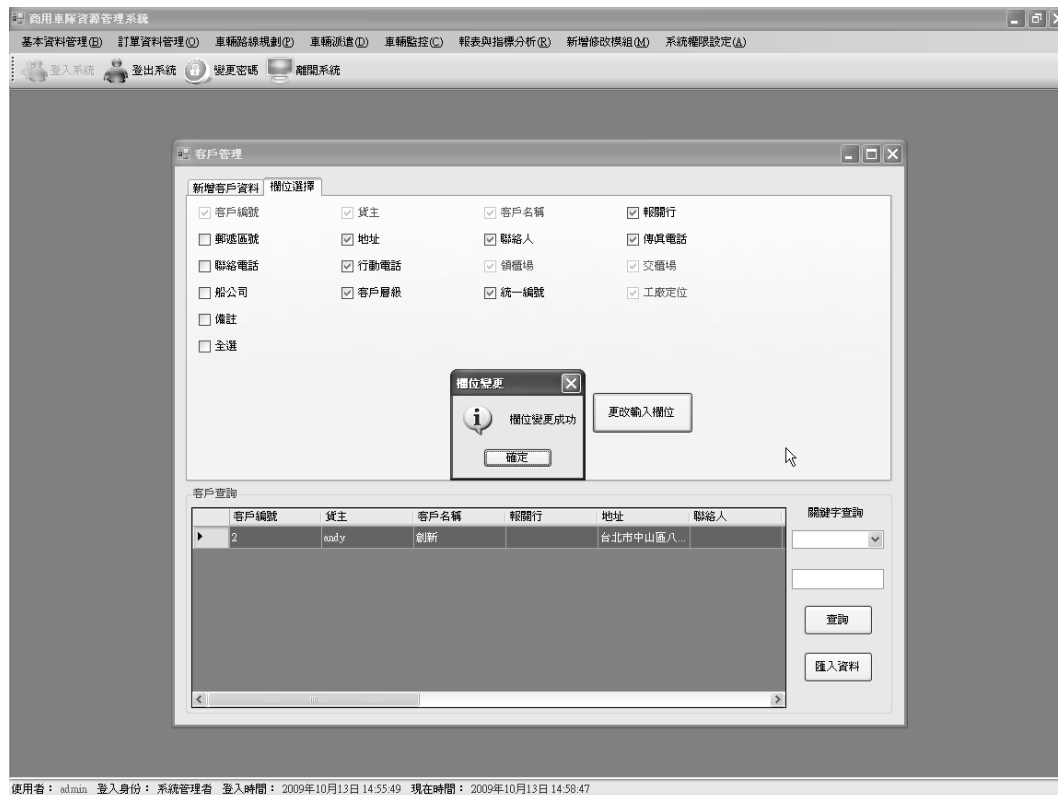 商用車隊資源管理系統
基本資料管理(B) 訂單資料管理(O) 車輛路線規劃(P) 車輛派遣(D) 車輛監控(C) 報表與指標分析(R) 新增修改模組(M) 系統權限設定(A)
登入系統 登出系統 變更密碼 離開系統
客戶管理
新增客戶資料 欄位選擇
客戶編號 貨主 客戶名稱 報關行
郵遞區號 地址 聯絡人 傳真電話
聯絡電話 行動電話 領櫃場 交櫃場
船公司 客戶層級 統一編號 工廠定位
備註
全選
欄位變更
欄位變更成功
確定
更改輸入欄位
客戶查詢
客戶編號 貨主 客戶名稱 報關行 地址 聯絡人
2 andy 創新 台北市中山區八...
關鍵字查詢
查詢
匯入資料
使用者： admin 登入身份： 系統管理者 登入時間： 2009年10月13日 14:55:49 現在時間： 2009年10月13日 14:58:47